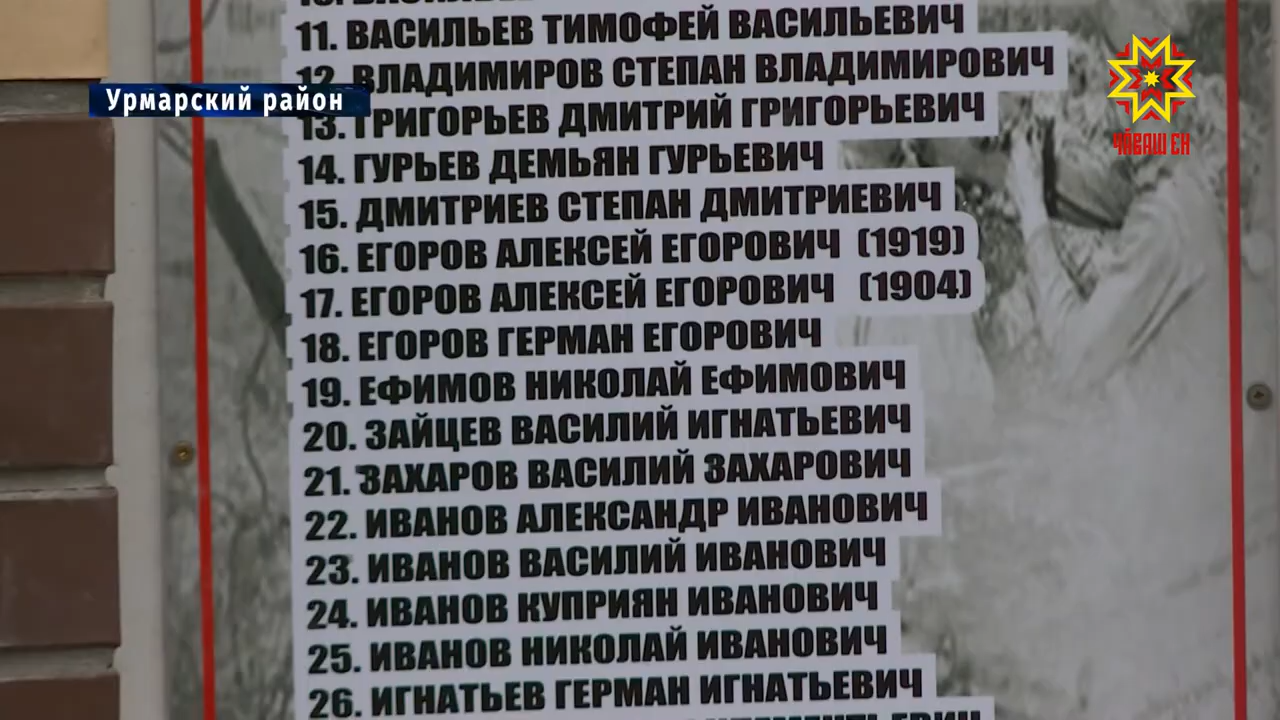 11. ВАСИЛЬЕВ ТИМОФЕЙ ВАСИЛЬЕВИЧ
12. ВЛАДИМИРОВ СТЕПАН ВЛАДИМИРОВИЧ
Урмарский район
13. ГРИГОРЬЕВ ДМИТРИЙ ГРИГОРЬЕВИЧ
ЧӐВАШ ЕН
14. ГУРЬЕВ ДЕМЬЯН ГУРЬЕВИЧ
15. ДМИТРИЕВ СТЕПАН ДМИТРИЕВИЧ
16. ЕГОРОВ АЛЕКСЕЙ ЕГОРОВИЧ (1919)
17. ЕГОРОВ АЛЕКСЕЙ ЕГОРОВИЧ (1904)
18. ЕГОРОВ ГЕРМАН ЕГОРОВИЧ
19. ЕФИМОВ НИКОЛАЙ ЕФИМОВИЧ
20. ЗАЙЦЕВ ВАСИЛИЙ ИГНАТЬЕВИЧ
21. ЗАХАРОВ ВАСИЛИЙ ЗАХАРОВИЧ
22. ИВАНОВ АЛЕКСАНДР ИВАНОВИЧ
23. ИВАНОВ ВАСИЛИЙ ИВАНОВИЧ
24. ИВАНОВ КУПРИЯН ИВАНОВИЧ
25. ИВАНОВ НИКОЛАЙ ИВАНОВИЧ
26. ИГНАТЬЕВ ГЕРМАН ИГНАТЬЕВИЧ